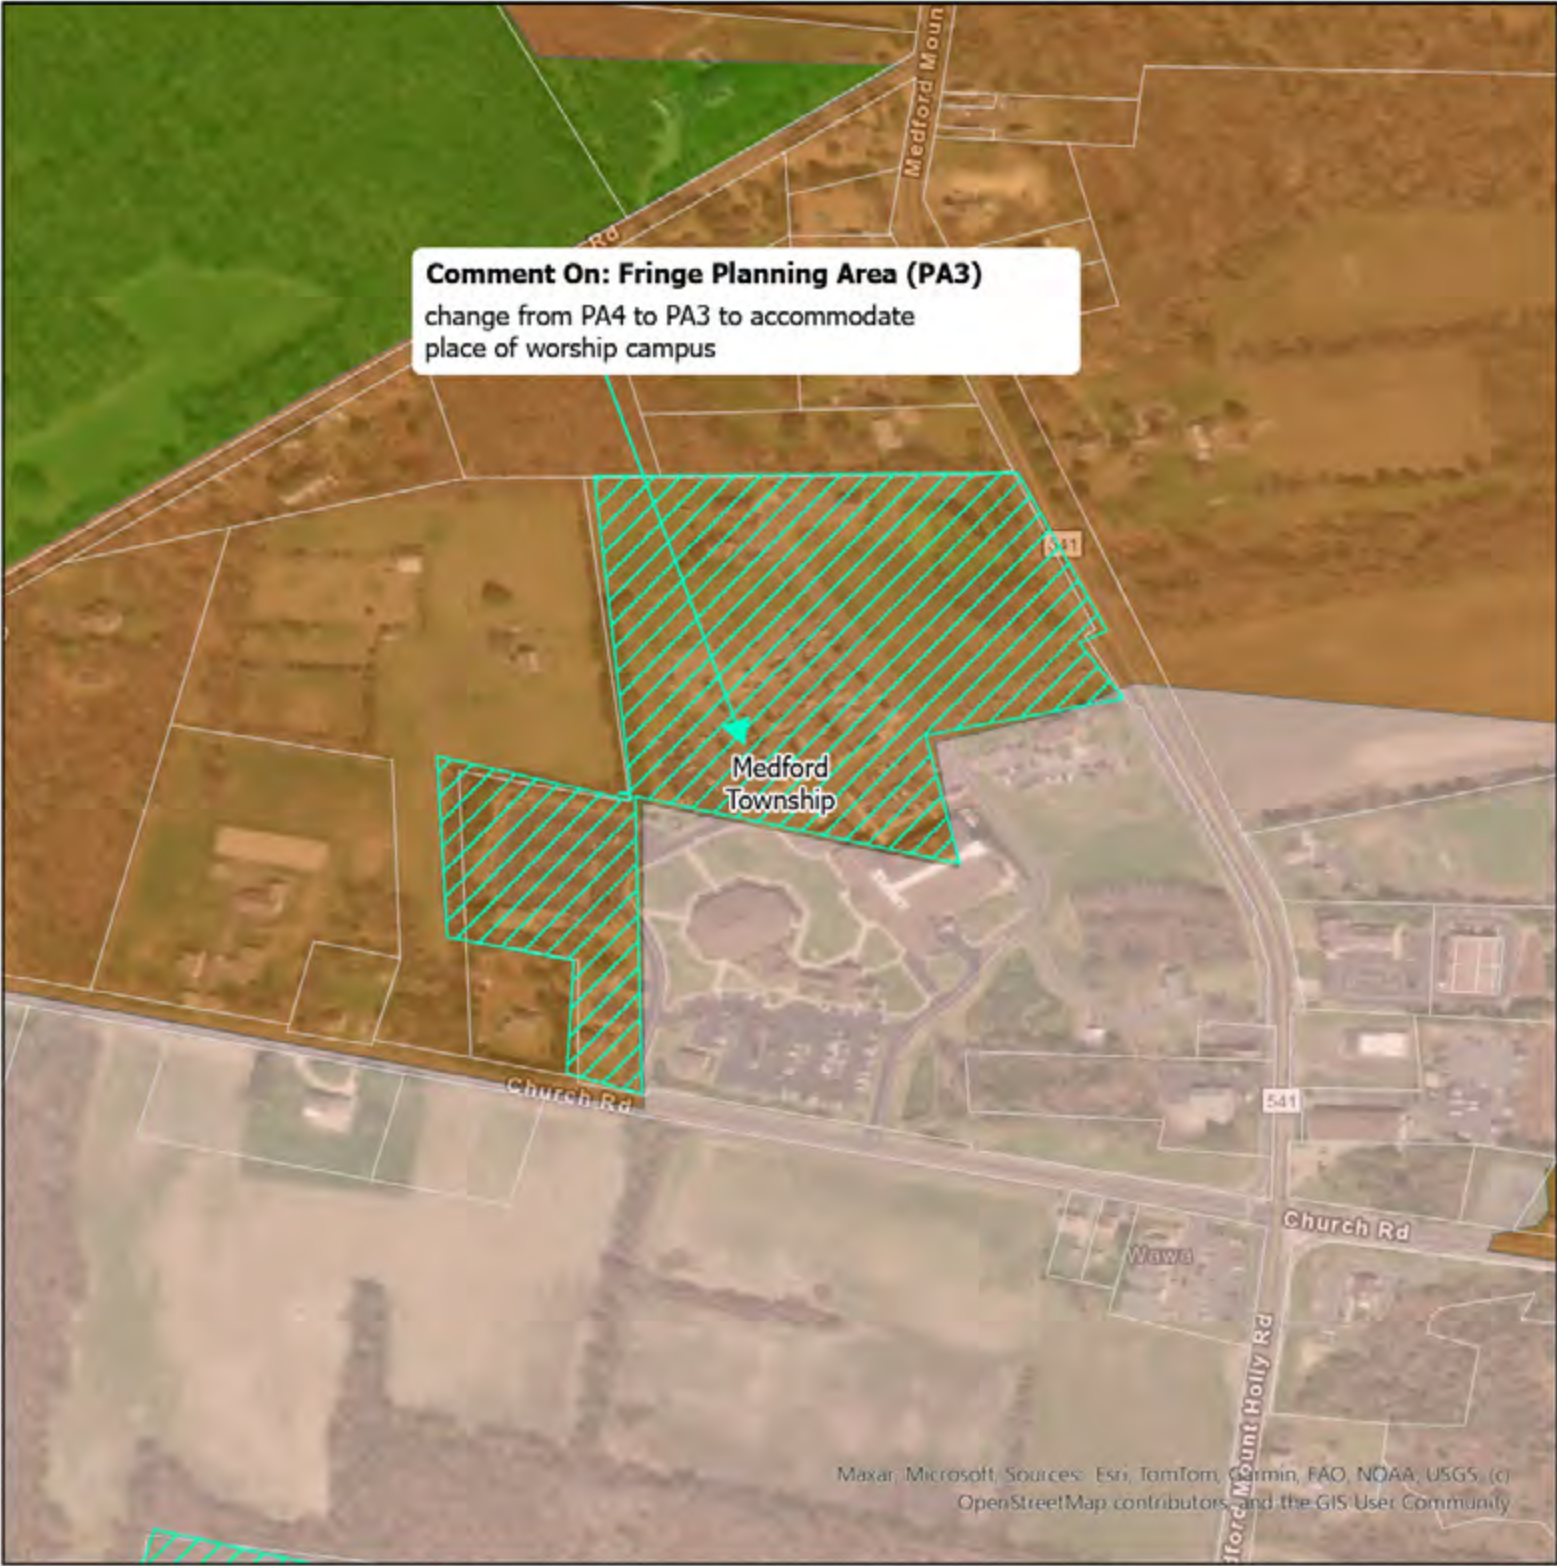 Medford Moun
Rd
Comment On: Fringe Planning Area (PA3)
change from PA4 to PA3 to accommodate
place of worship campus
541
Medford
Township
Church Rd
541
Church Rd
Wawa
dford Mount Holly Rd
Maxar, Microsoft, Sources: Esri, TomTom, Garmin, FAO, NOAA, USGS, (c)
OpenStreetMap contributors, and the GIS User Community